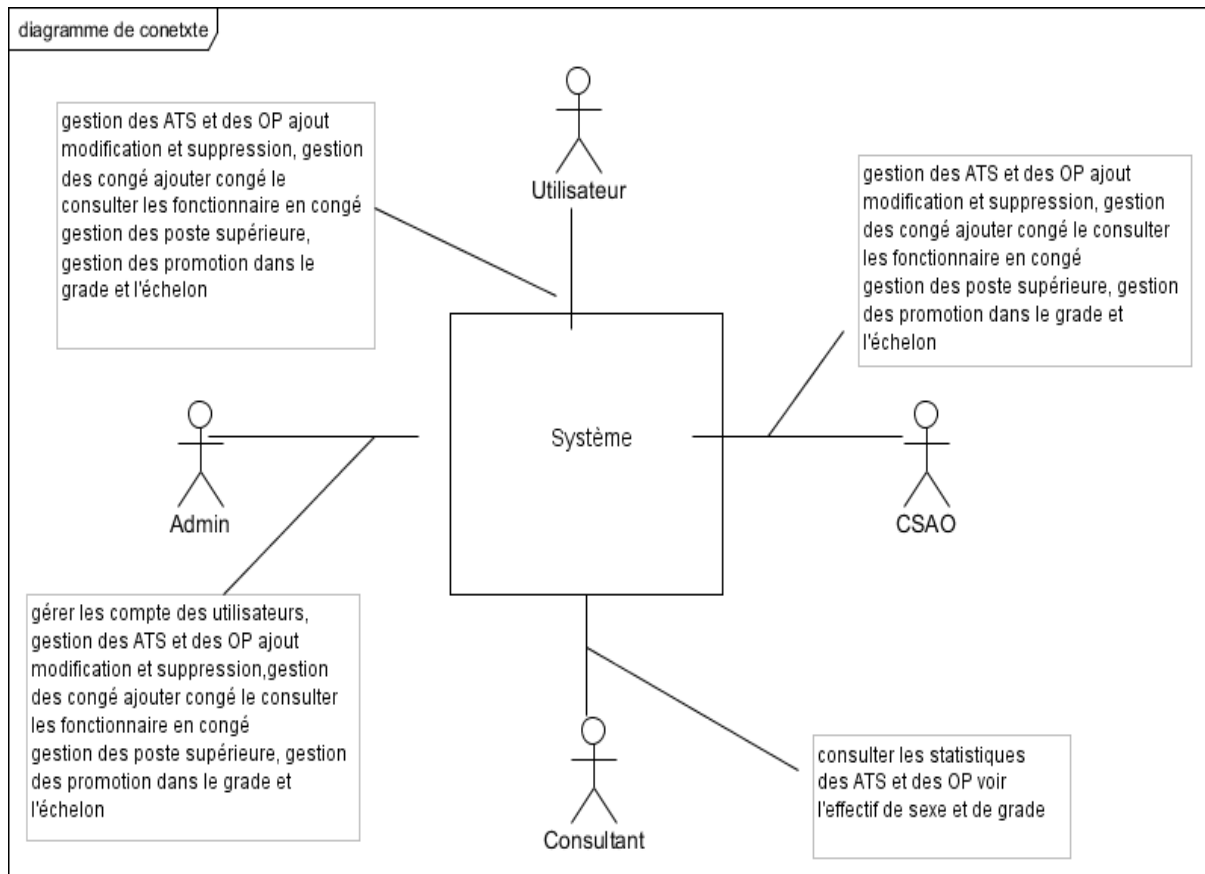 diagramme de conetxte
gestion des ATS et des OP ajout
modification et suppression, gestion
des congé ajouter congé le
consulter les fonctionnaire en congé
gestion des poste supérieure,
gestion des promotion dans le
grade et l'échelon
Utilisateur
gestion des ATS et des OP ajout
modification et suppression, gestion
des congé ajouter congé le consulter
les fonctionnaire en congé
gestion des poste supérieure, gestion
des promotion dans le grade et
l'échelon
Système
Admin
CSAO
gérer les compte des utilisateurs,
gestion des ATS et des OP ajout
modification et suppression,gestion
des congé ajouter congé le consulter
les fonctionnaire en congé
gestion des poste supérieure, gestion
des promotion dans le grade et
l'échelon
Consultant
consulter les statistiques
des ATS et des OP voir
l'effectif de sexe et de grade